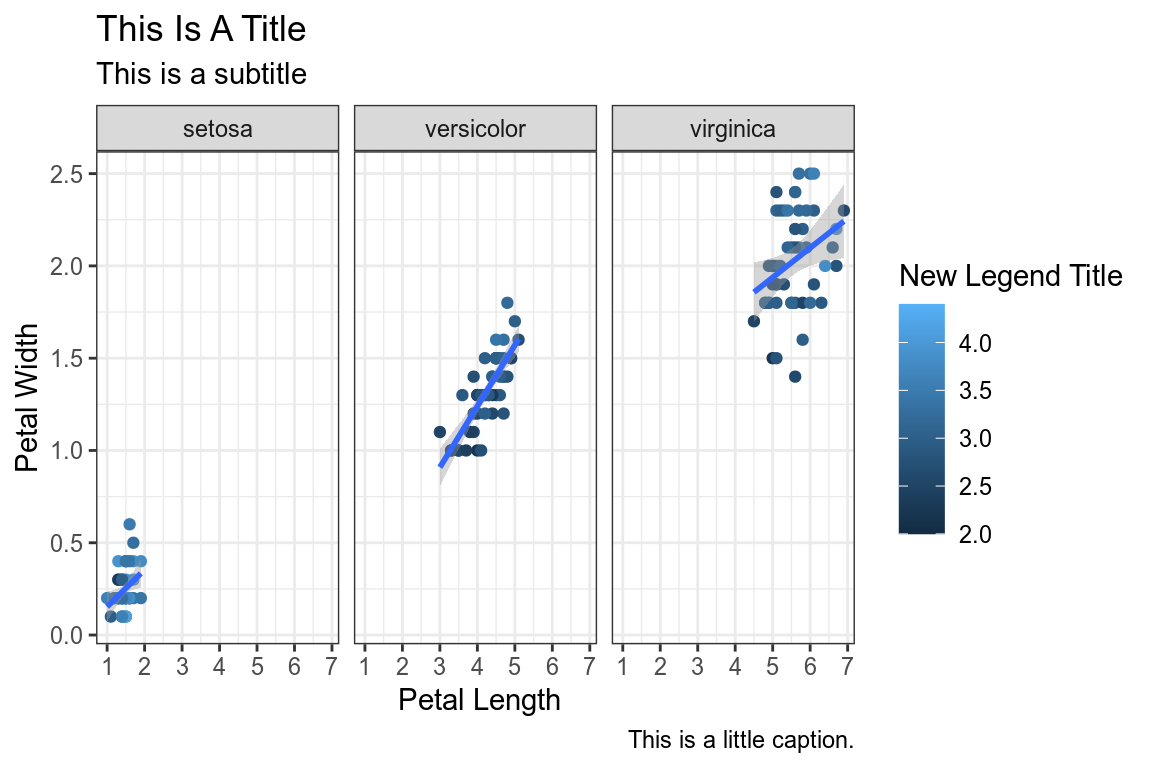 This Is A Title
This is a subtitle
setosa versicolor virginica
Petal Width
2.5
2.0
1.5
1.0
0.5
0.0
1 2 3 4 5 6 7 1 2 3 4 5 6 7 1 2 3 4 5 6 7
Petal Length
New Legend Title
4.0
3.5
3.0
2.5
2.0
This is a little caption.